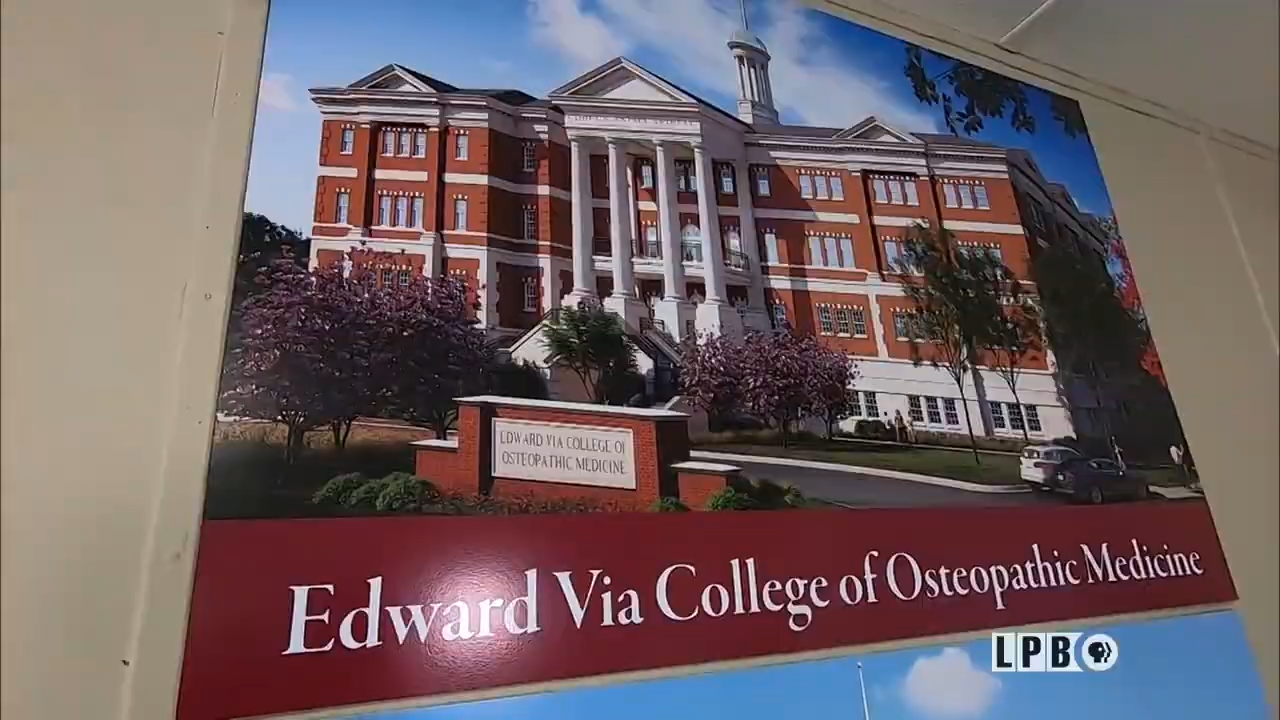 EDWARD VIA COLLEGE OF
OSTEOPATHIC MEDICINE
Edward Via College of Osteopathic Medicine
LPB